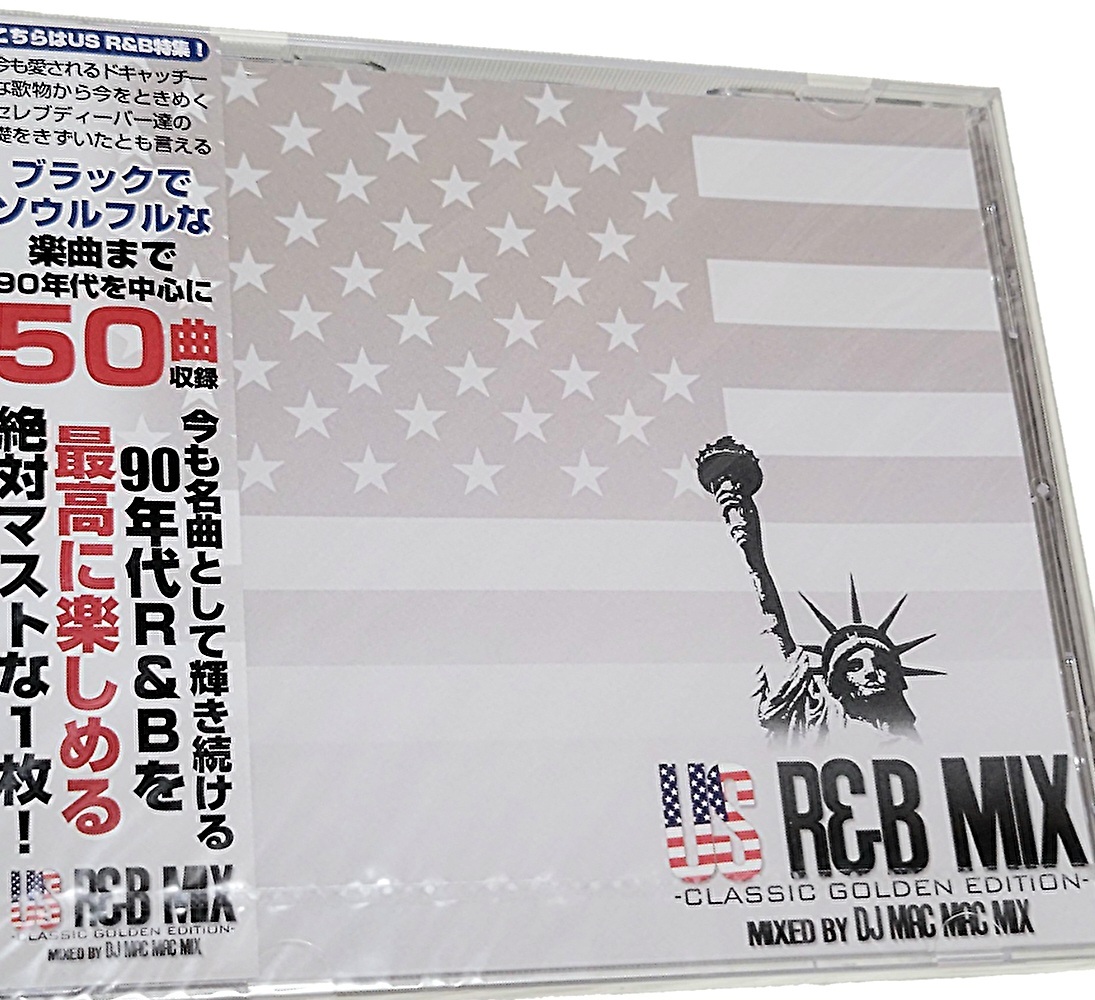 こちらはUS R&B特集！
今も愛されるドキャッチー
な歌物から今をときめく
セレブディーバー達の
礎をきずいたとも言える
ブラックで
ソウルフルな
楽曲まで
90年代を中心に
50曲
収録
今も名曲として輝き続ける
90年代R&Bを
最高に楽しめる
絶対マストな1枚！
US R&B MIX
-CLASSIC GOLDEN EDITION-
MIXED BY DJ MAC MAC MIX
US R&B MIX
-CLASSIC GOLDEN EDITION-
MIXED BY DJ MAC MAC MIX